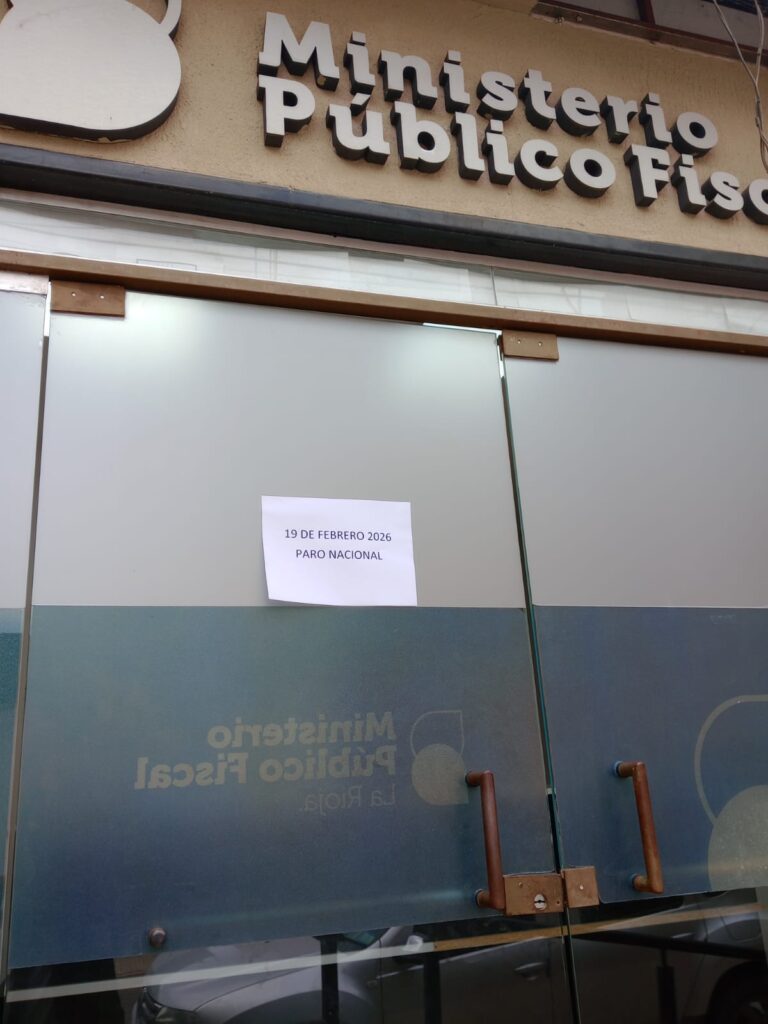 Ministerio
Público Fisc
19 DE FEBRERO 2026
PARO NACIONAL
Ministerio
Público Fiscal
La Rioja.